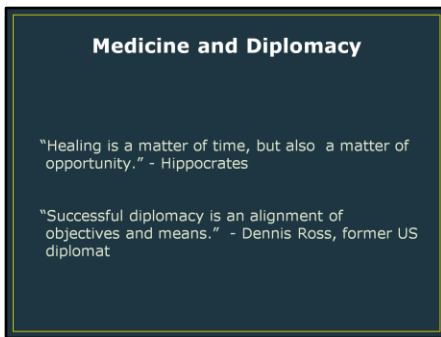 Medicine and Diplomacy
“Healing is a matter of time, but also  a matter of
opportunity.” - Hippocrates
“Successful diplomacy is an alignment of
objectives and means.”  - Dennis Ross, former US
diplomat